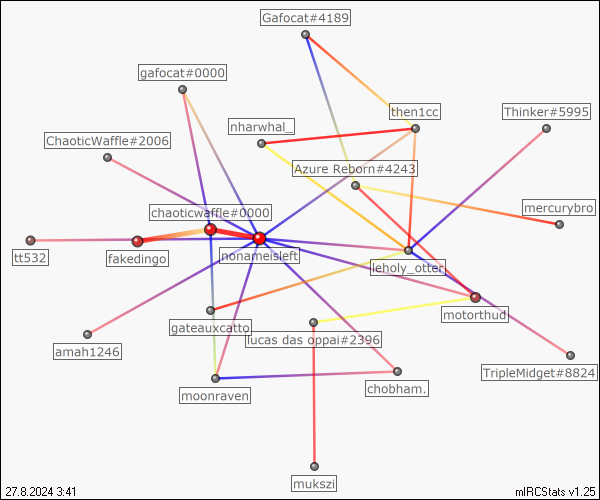 Gafocat#4189
gafocat#0000
then1cc
Thinker#5995
nharwhal_
ChaoticWaffle#2006
Azure Reborn#4243
mercurybro
chaoticwaffle#0000
tt532
fakedingo
nonameisleft
leholy_otter
motorthud
gateauxcatto
lucas das oppai#2396
amah1246
TripleMidget#8824
moonraven
chobham.
mukszi
27.8.2024 3:41
mIRCStats v1.25